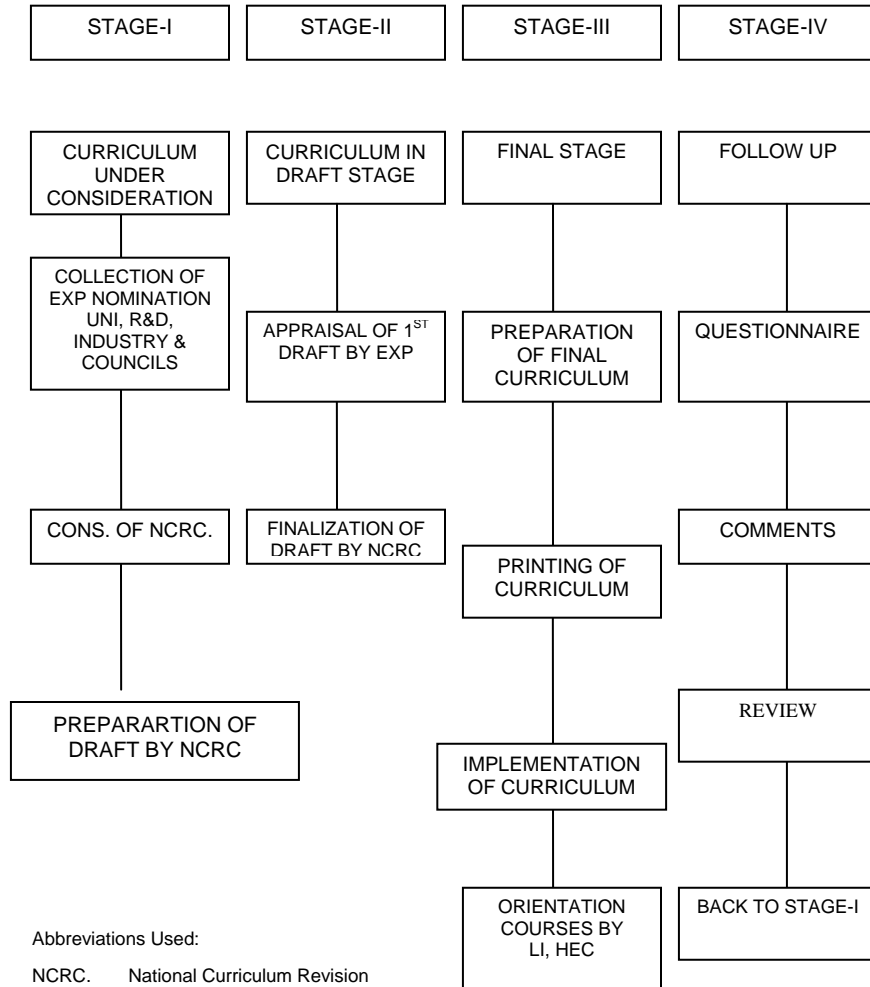 STAGE-I
STAGE-II
STAGE-III
STAGE-IV
CURRICULUM
UNDER
CONSIDERATION
COLLECTION OF
EXP NOMINATION
UNI, R&D,
INDUSTRY &
COUNCILS
CONS. OF NCRC.
PREPARARTION OF
DRAFT BY NCRC
CURRICULUM IN
DRAFT STAGE
APPRAISAL OF 1ST
DRAFT BY EXP
FINALIZATION OF
DRAFT BY NCRC
FINAL STAGE
PREPARATION
OF FINAL
CURRICULUM
PRINTING OF
CURRICULUM
IMPLEMENTATION
OF CURRICULUM
ORIENTATION
COURSES BY
LI, HEC
FOLLOW UP
QUESTIONNAIRE
COMMENTS
REVIEW
BACK TO STAGE-I
Abbreviations Used:
NCRC. National Curriculum Revision